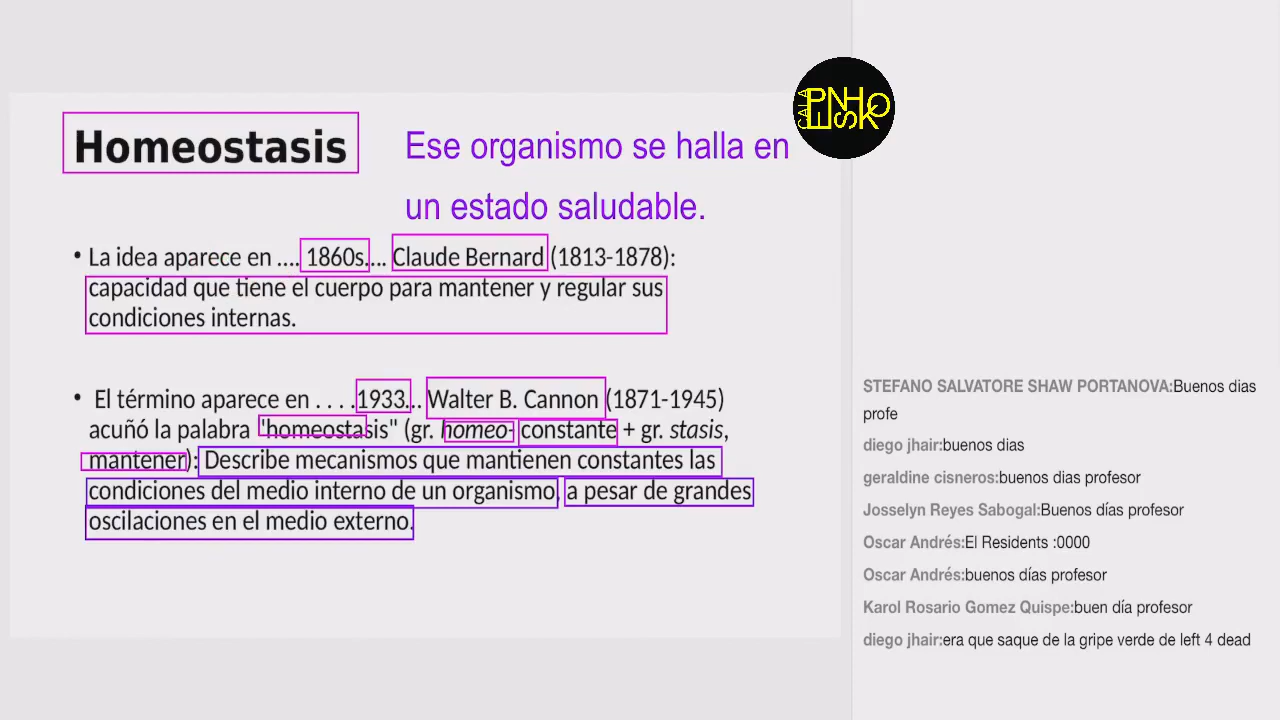 Homeostasis
Ese organismo se halla en
un estado saludable.
• La idea aparece en .... 1860s.... Claude Bernard (1813-1878):
capacidad que tiene el cuerpo para mantener y regular sus
condiciones internas.
• El término aparece en . . . .1933... Walter B. Cannon (1871-1945)
acuñó la palabra "homeostasis" (gr. homeo- constante + gr. stasis,
mantener): Describe mecanismos que mantienen constantes las
condiciones del medio interno de un organismo, a pesar de grandes
oscilaciones en el medio externo.
STEFANO SALVATORE SHAW PORTANOVA:Buenos dias
profe
diego jhair:buenos dias
geraldine cisneros:buenos dias profesor
Josselyn Reyes Sabogal:Buenos días profesor
Oscar Andrés:El Residents :0000
Oscar Andrés:buenos días profesor
Karol Rosario Gomez Quispe:buen día profesor
diego jhair:era que saque de la gripe verde de left 4 dead